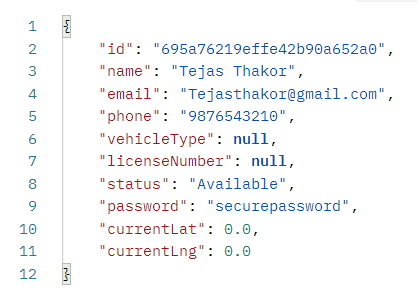 1 {
2 "id": "695a76219effe42b90a652a0",
3 "name": "Tejas Thakor",
4 "email": "Tejasthakor@gmail.com",
5 "phone": "9876543210",
6 "vehicleType": null,
7 "licenseNumber": null,
8 "status": "Available",
9 "password": "securepassword",
10 "currentLat": 0.0,
11 "currentLng": 0.0
12 }